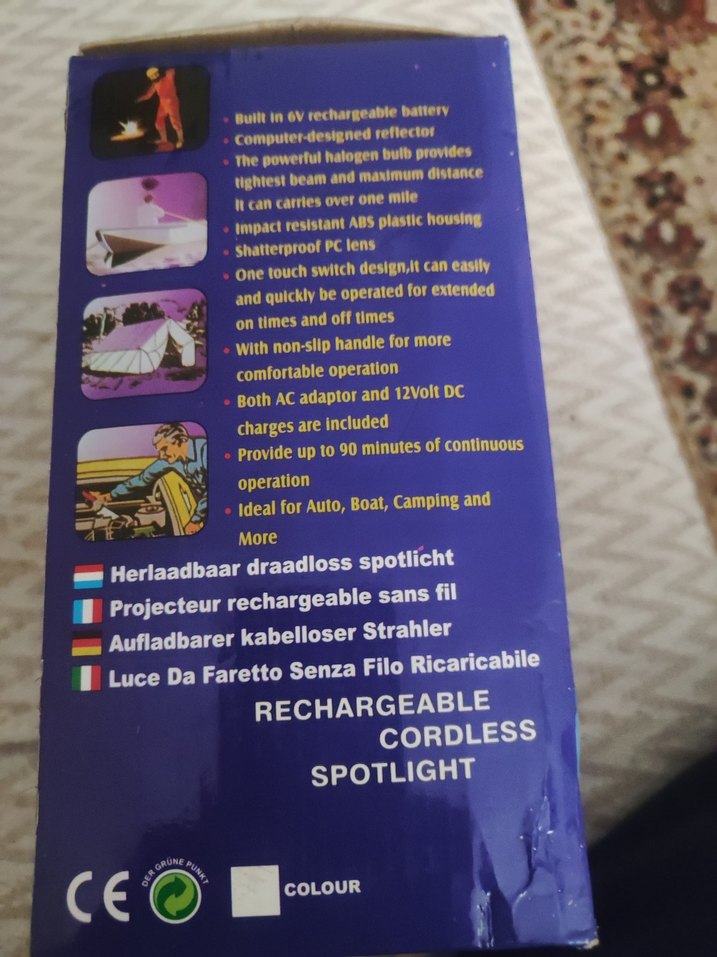 Built in 6V rechargeable battery
Computer-designed reflector
The powerful halogen bulb provides
tightest beam and maximum distance
It can carries over one mile
Impact resistant ABS plastic housing
Shatterproof PC lens
One touch switch design,it can easily
and quickly be operated for extended
on times and off times
With non-slip handle for more
comfortable operation
Both AC adaptor and 12Volt DC
charges are included
Provide up to 90 minutes of continuous
operation
Ideal for Auto, Boat, Camping and
More
Herlaadbaar draadloss spotlicht
Projecteur rechargeable sans fil
Aufladbarer kabelloser Strahler
Luce Da Faretto Senza Filo Ricaricabile
RECHARGEABLE
CORDLESS
SPOTLIGHT
CE
DER GRÜNE PUNKT
COLOUR